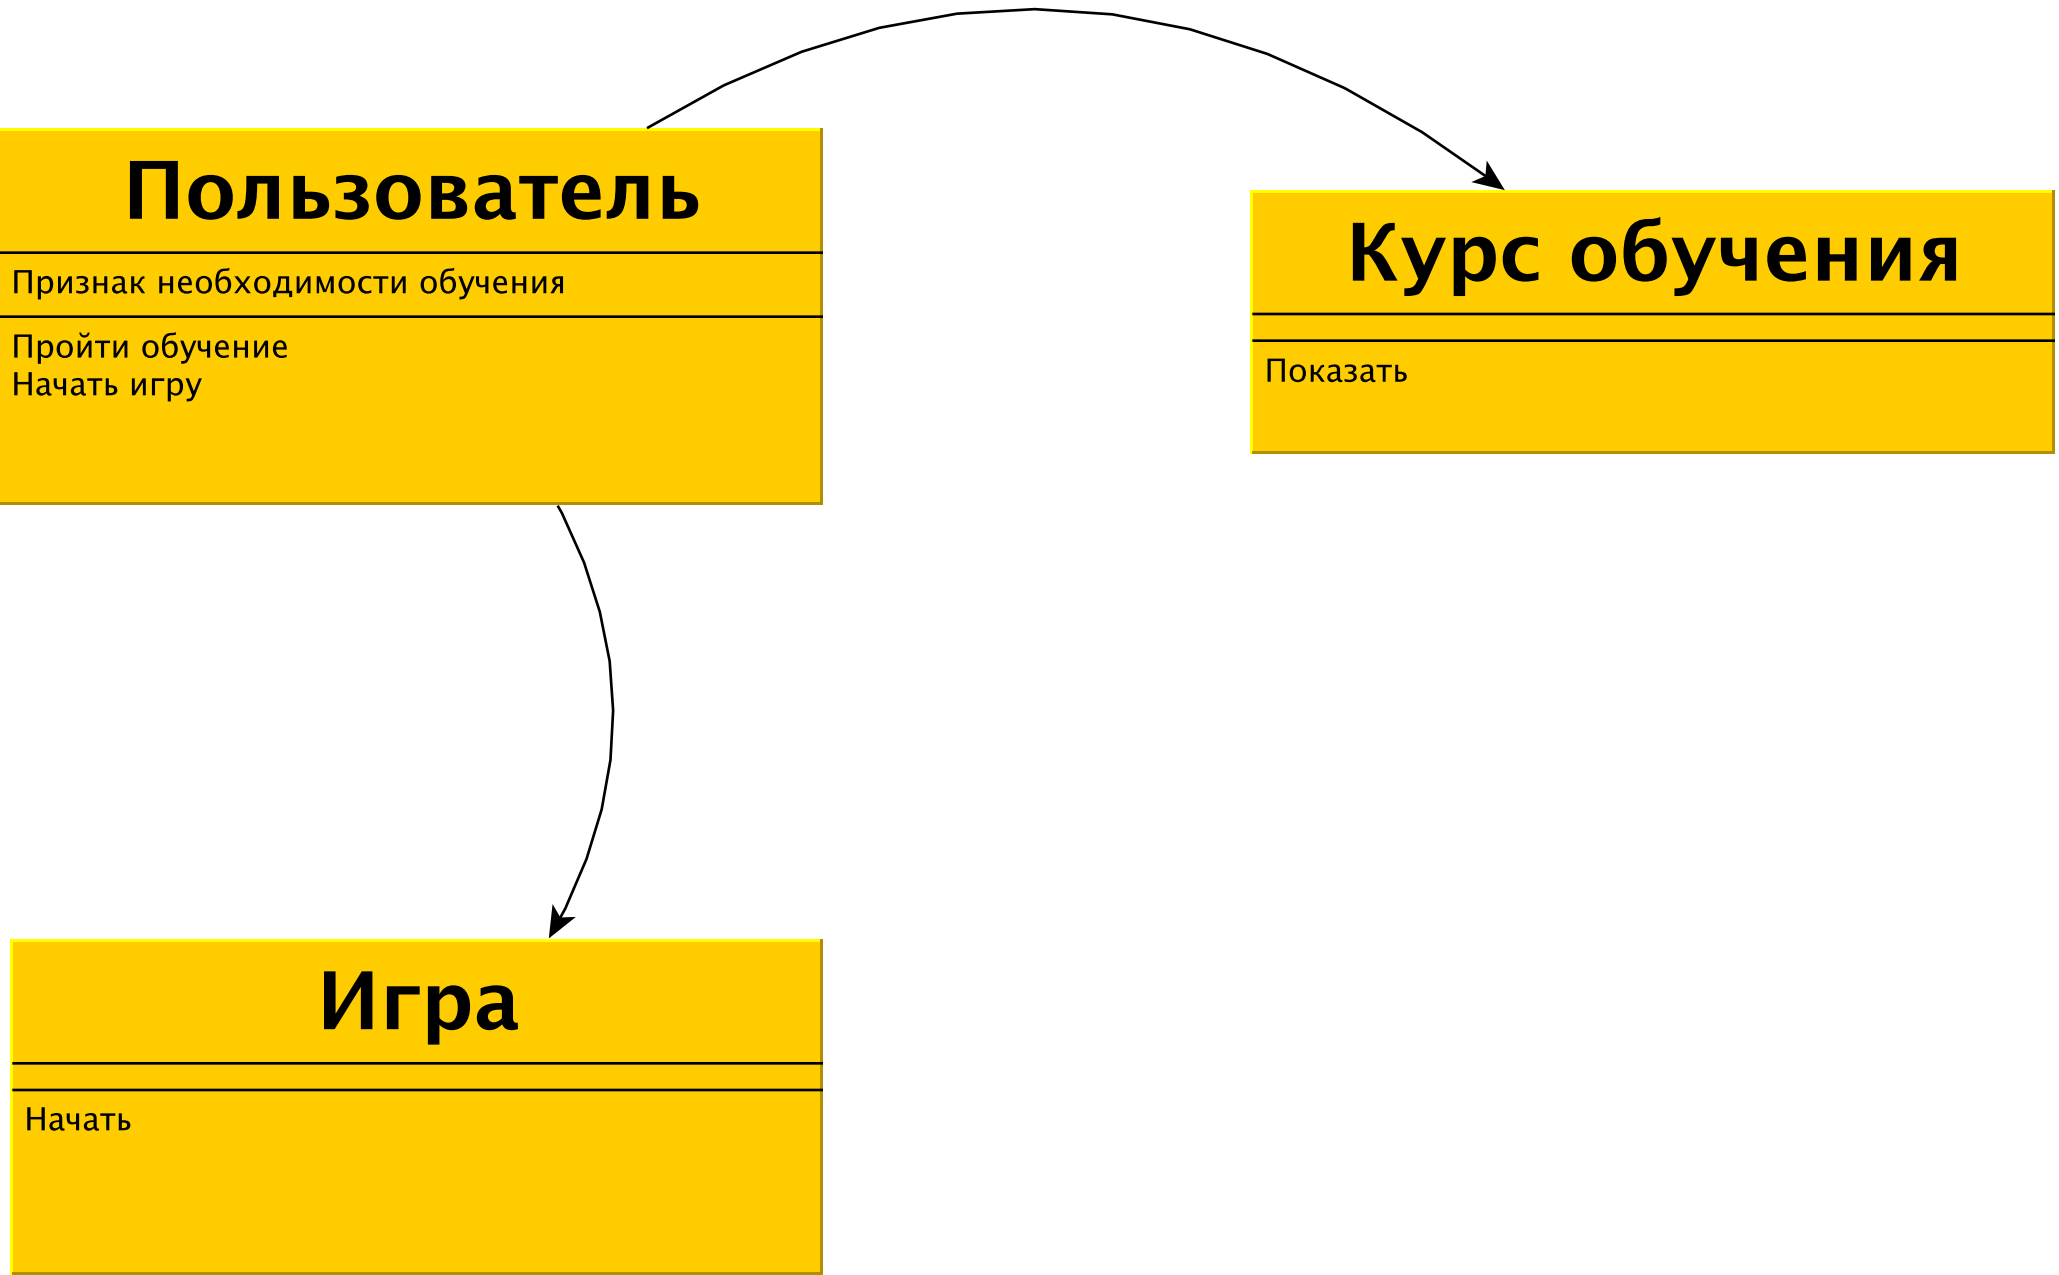 Пользователь
Признак необходимости обучения
Пройти обучение
Начать игру
Курс обучения
Показать
Игра
Начать